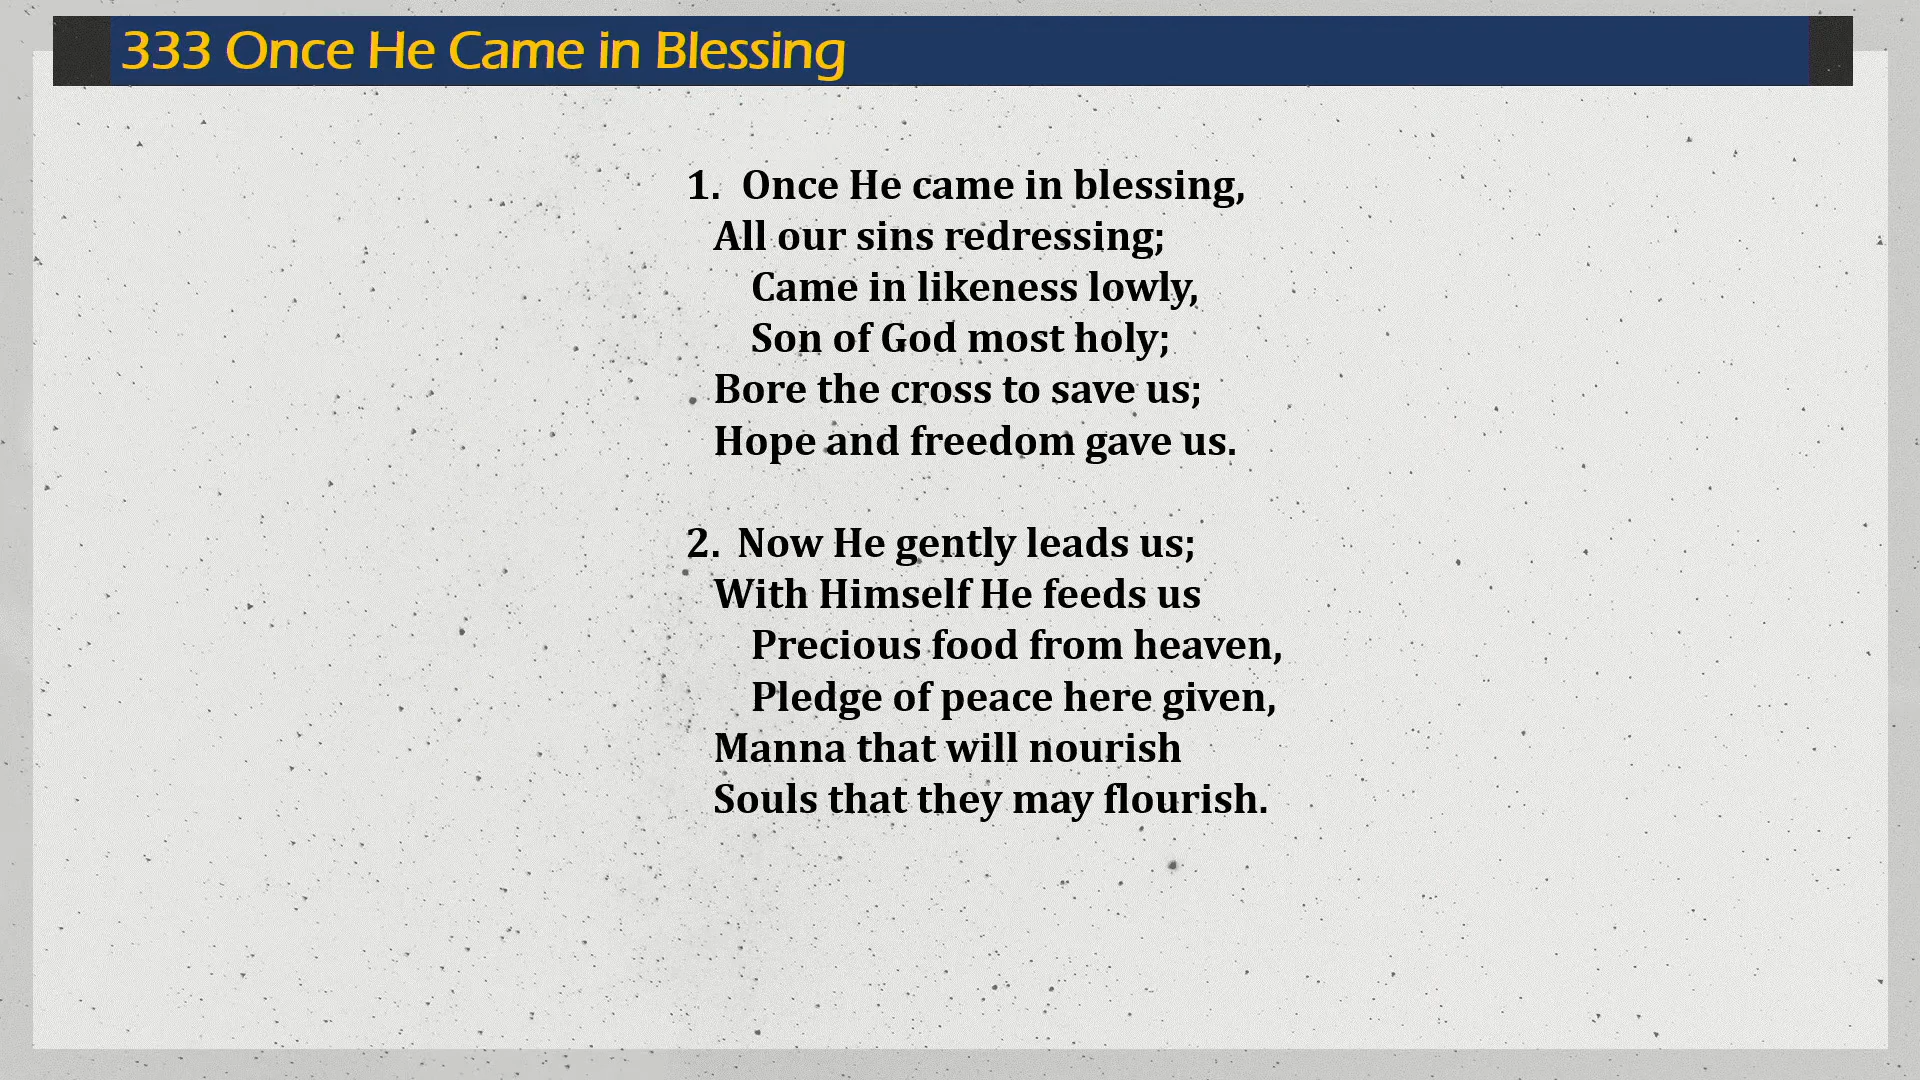 333 Once He Came in Blessing
1. Once He came in blessing,
All our sins redressing;
Came in likeness lowly,
Son of God most holy;
Bore the cross to save us;
Hope and freedom gave us.
2. Now He gently leads us;
With Himself He feeds us
Precious food from heaven,
Pledge of peace here given,
Manna that will nourish
Souls that they may flourish.